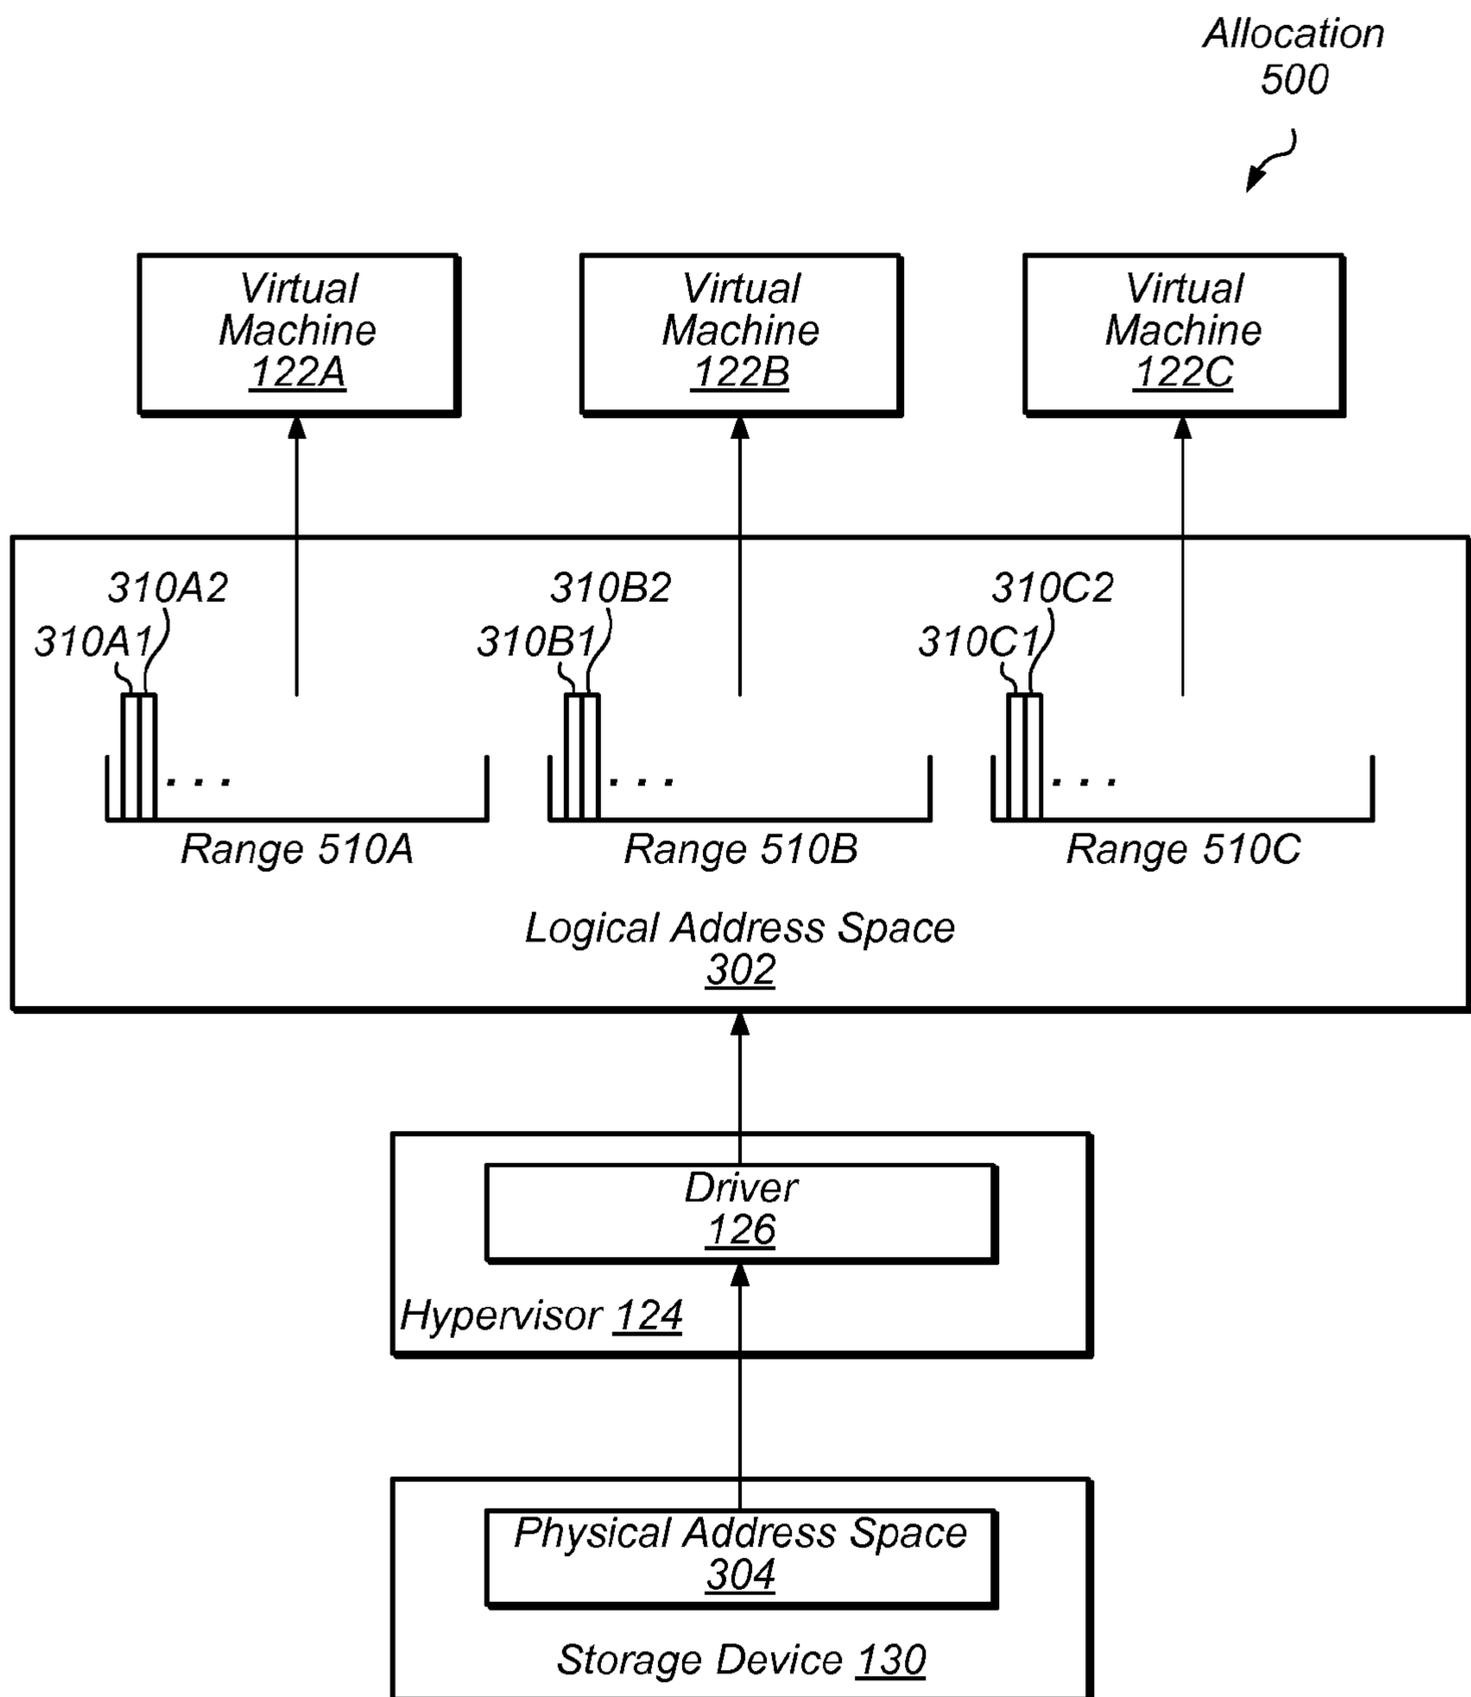 Allocation
500
Virtual
Machine
122A
Virtual
Machine
122B
Virtual
Machine
122C
310A2
310B2
310C2
310A1
310B1
310C1
. . .
. . .
. . .
Range 510A
Range 510B
Range 510C
Logical Address Space
302
Driver
126
Hypervisor 124
Physical Address Space
304
Storage Device 130